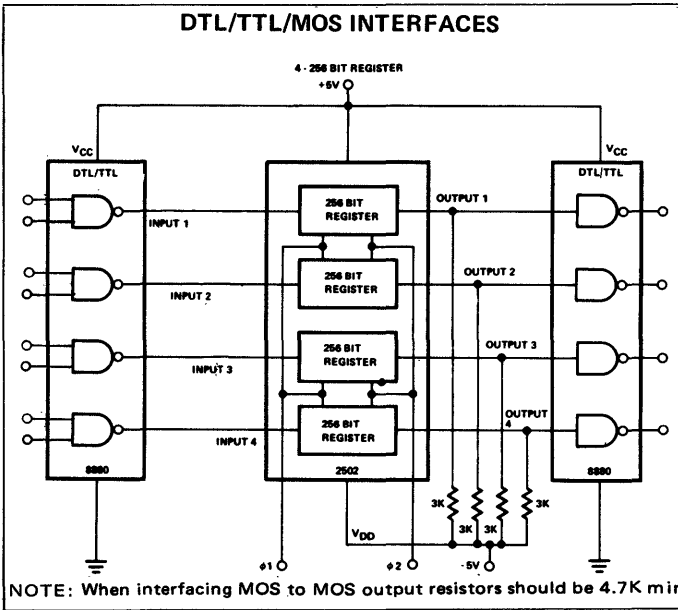 DTL/TTL/MOS INTERFACES
4 - 256 BIT REGISTER
+5V
VCC
DTL/TTL
VCC
DTL/TTL
256 BIT
REGISTER
OUTPUT 1
INPUT 1
256 BIT
REGISTER
OUTPUT 2
INPUT 2
256 BIT
REGISTER
OUTPUT 3
INPUT 3
256 BIT
REGISTER
OUTPUT
4
INPUT 4
8880
2502
8880
3K
3K
3K
3K
VDD
ϕ1
ϕ2
-5V
NOTE: When interfacing MOS to MOS output resistors should be 4.7K min